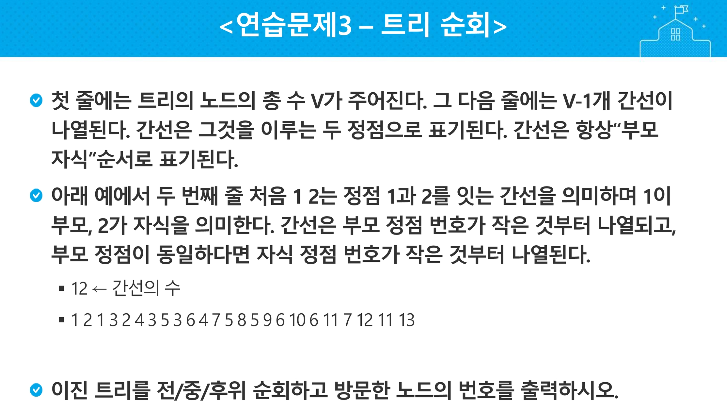 <연습문제3 – 트리 순회>
첫 줄에는 트리의 노드의 총 수 V가 주어진다. 그 다음 줄에는 V-1개 간선이
나열된다. 간선은 그것을 이루는 두 정점으로 표기된다. 간선은 항상“부모
자식”순서로 표기된다.
아래 예에서 두 번째 줄 처음 1 2는 정점 1과 2를 잇는 간선을 의미하며 1이
부모, 2가 자식을 의미한다. 간선은 부모 정점 번호가 작은 것부터 나열되고,
부모 정점이 동일하다면 자식 정점 번호가 작은 것부터 나열된다.
▪ 12 ← 간선의 수
▪ 1 2 1 3 2 4 3 5 3 6 4 7 5 8 5 9 6 10 6 11 7 12 11 13
이진 트리를 전/중/후위 순회하고 방문한 노드의 번호를 출력하시오.